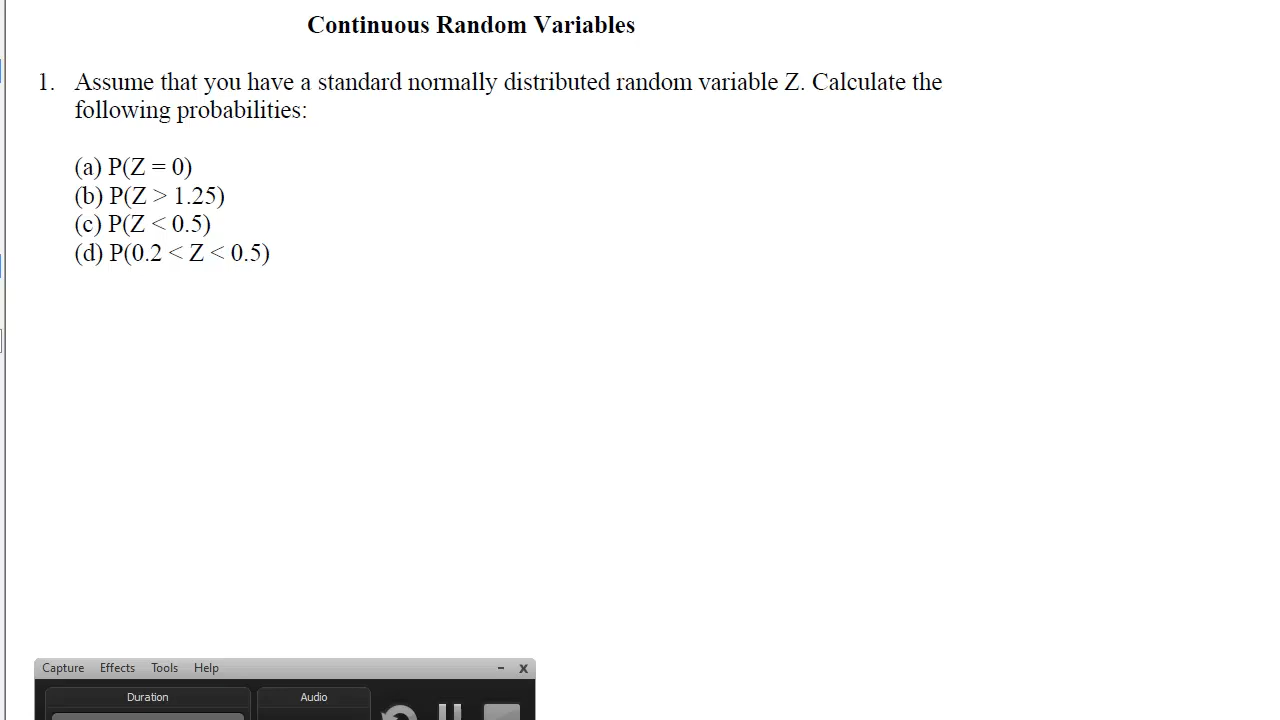 Continuous Random Variables
1. Assume that you have a standard normally distributed random variable Z. Calculate the
following probabilities:
(a) P(Z = 0)
(b) P(Z > 1.25)
(c) P(Z < 0.5)
(d) P(0.2 < Z < 0.5)
Capture Effects Tools Help – x
Duration Audio